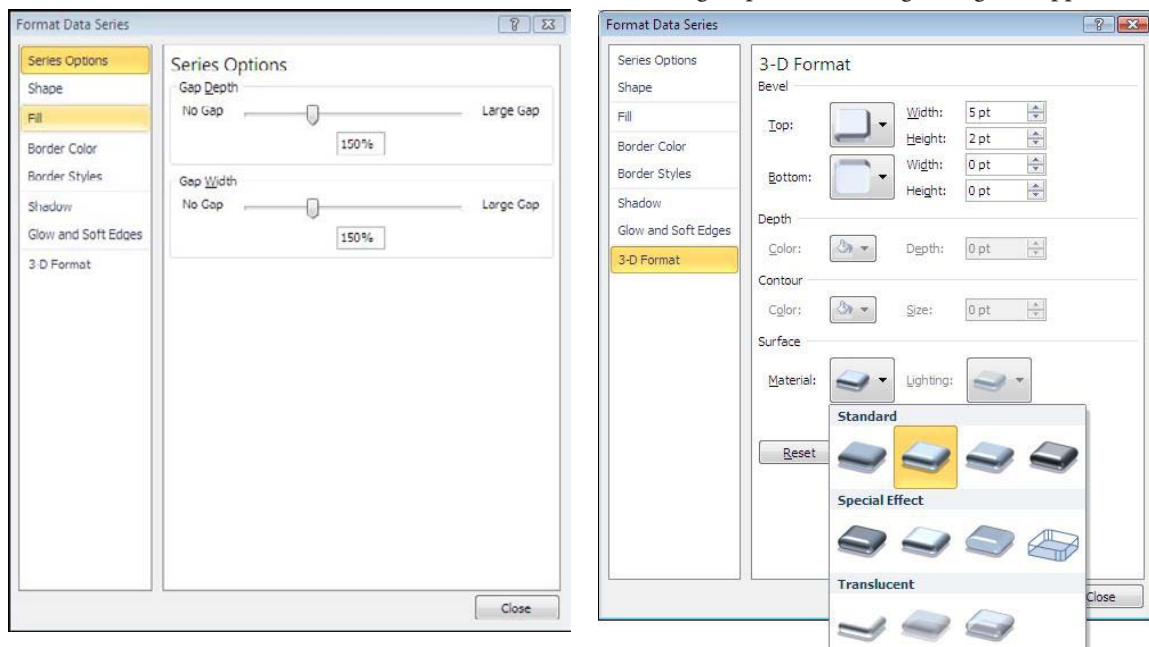 Format Data Series
Series Options
Shape
Fill
Border Color
Border Styles
Shadow
Glow and Soft Edges
3-D Format
Series Options
Gap Depth
No Gap Large Gap
150%
Gap Width
No Gap Large Gap
150%
Close
Format Data Series
Series Options
Shape
Fill
Border Color
Border Styles
Shadow
Glow and Soft Edges
3-D Format
3-D Format
Bevel
Top: Width: 5 pt
Height: 2 pt
Bottom: Width: 0 pt
Height: 0 pt
Depth
Color: Depth: 0 pt
Contour
Color: Size: 0 pt
Surface
Material: Lighting:
Reset
Standard
Special Effect
Translucent
Close